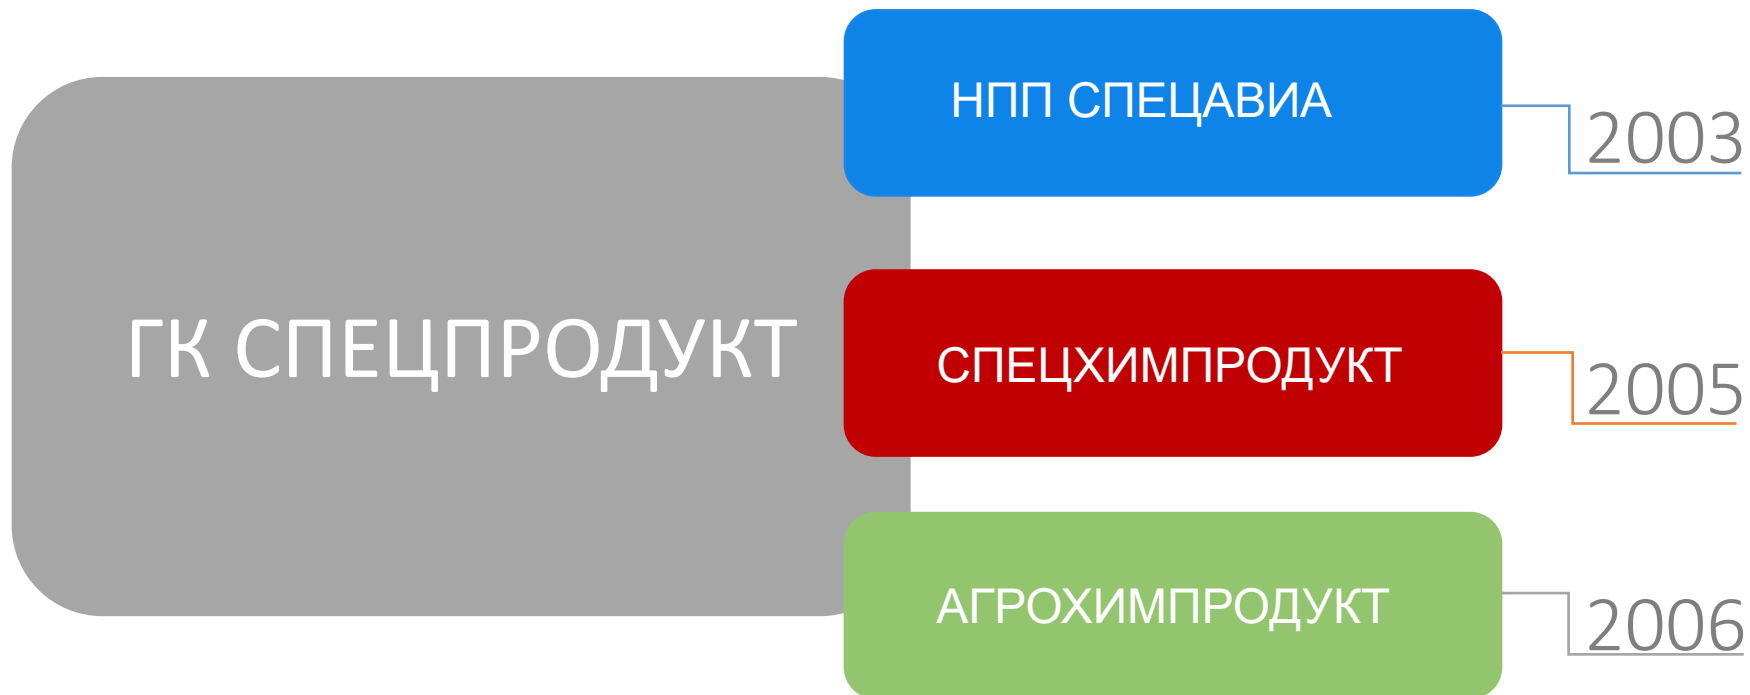 ГК СПЕЦПРОДУКТ
НПП СПЕЦАВИА
2003
СПЕЦХИМПРОДУКТ
2005
АГРОХИМПРОДУКТ
2006